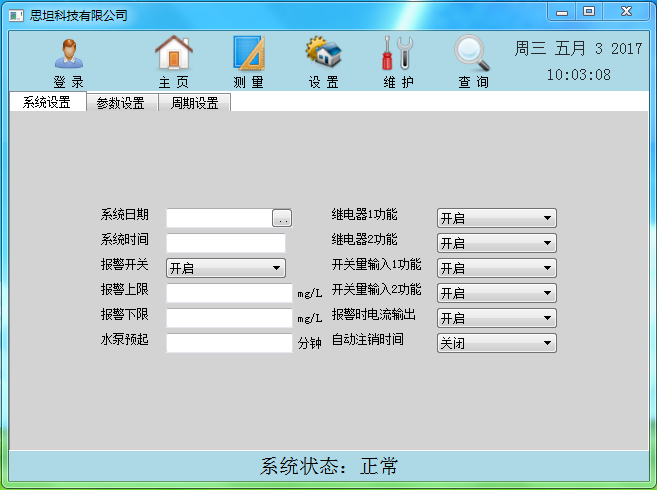 思坦科技有限公司
登 录 主 页 测 量 设 置 维 护 查 询
周三 五月 3 2017
10:03:08
系统设置 参数设置 周期设置
系统日期 .. 继电器1功能 开启
系统时间 继电器2功能 开启
报警开关 开启 开关量输入1功能 开启
报警上限 mg/L 开关量输入2功能 开启
报警下限 mg/L 报警时电流输出 开启
水泵预起 分钟 自动注销时间 关闭
系统状态：正常